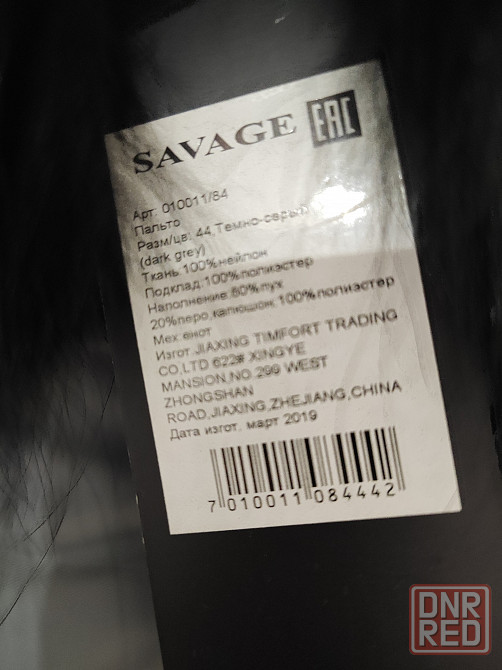 SAVAGE EAC
Арт: 010011/84
Пальто
Разм/цв: 44,Темно-серый
(dark grey)
Ткань:100%нейлон
Подклад:100%полиэстер
Наполнение:80%пух
20%перо,капюшон:100%полиэстер
Мех:енот
Изгот.JIAXING TIMFORT TRADING
CO,LTD 622# XINGYE
MANSION,NO.299 WEST
ZHONGSHAN
ROAD,JIAXING,ZHEJIANG,CHINA
Дата изгот. март 2019
7 010011 084442
DNR
RED